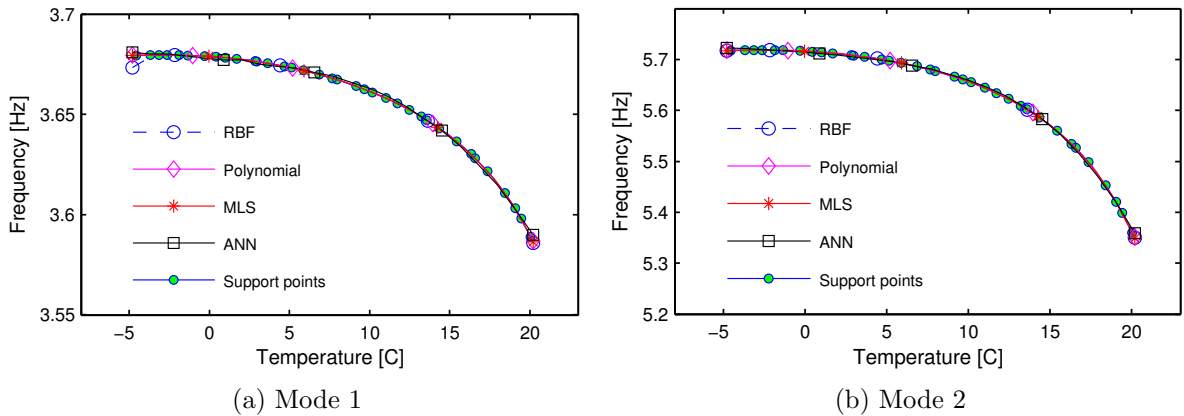 3.7
3.65
3.6
3.55
Frequency [Hz]
RBF
Polynomial
MLS
ANN
Support points
−5 0 5 10 15 20
Temperature [C]
(a) Mode 1
5.7
5.6
5.5
5.4
5.3
5.2
Frequency [Hz]
RBF
Polynomial
MLS
ANN
Support points
−5 0 5 10 15 20
Temperature [C]
(b) Mode 2